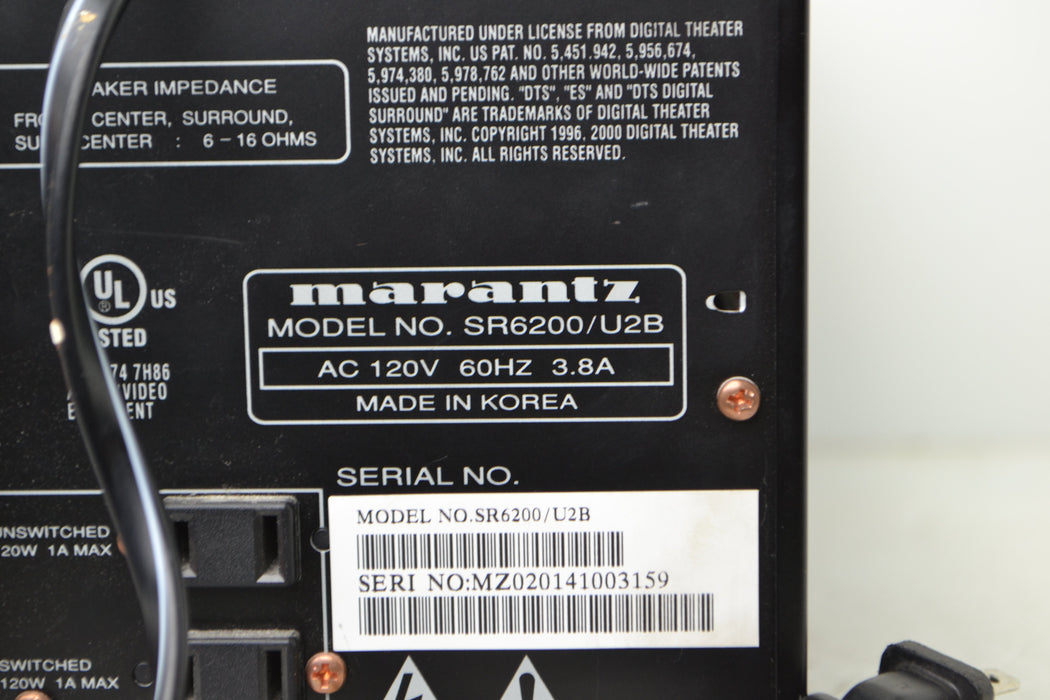 MANUFACTURED UNDER LICENSE FROM DIGITAL THEATER
SYSTEMS, INC. US PAT. NO. 5,451.942, 5,956,674,
5,974,380, 5,978,762 AND OTHER WORLD-WIDE PATENTS
ISSUED AND PENDING. "DTS", "ES" AND "DTS DIGITAL
SURROUND" ARE TRADEMARKS OF DIGITAL THEATER
SYSTEMS, INC. COPYRIGHT 1996, 2000 DIGITAL THEATER
SYSTEMS, INC. ALL RIGHTS RESERVED.
AKER IMPEDANCE
CENTER, SURROUND,
CENTER : 6 – 16 OHMS
UL ® US
STED
74 7H86
VIDEO
marantz
MODEL NO. SR6200/U2B
AC 120V 60HZ 3.8A
MADE IN KOREA
SERIAL NO.
MODEL NO.SR6200/U2B
SERI NO:MZ020141003159
UNSWITCHED
120W 1A MAX
SWITCHED
120W 1A MAX